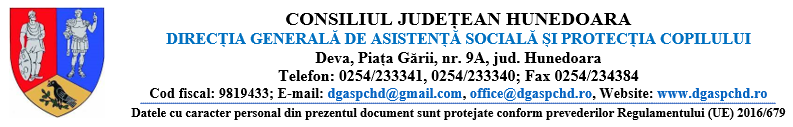 CONSILIUL JUDEȚEAN HUNEDOARA
DIRECȚIA GENERALĂ DE ASISTENȚĂ SOCIALĂ ȘI PROTECȚIA COPILULUI
Deva, Piața Gării, nr. 9A, jud. Hunedoara
Telefon: 0254/233341, 0254/233340; Fax 0254/234384
Cod fiscal: 9819433; E-mail: dgaspchd@gmail.com, office@dgaspchd.ro, Website: www.dgaspchd.ro
Datele cu caracter personal din prezentul document sunt protejate conform prevederilor Regulamentului (UE) 2016/679